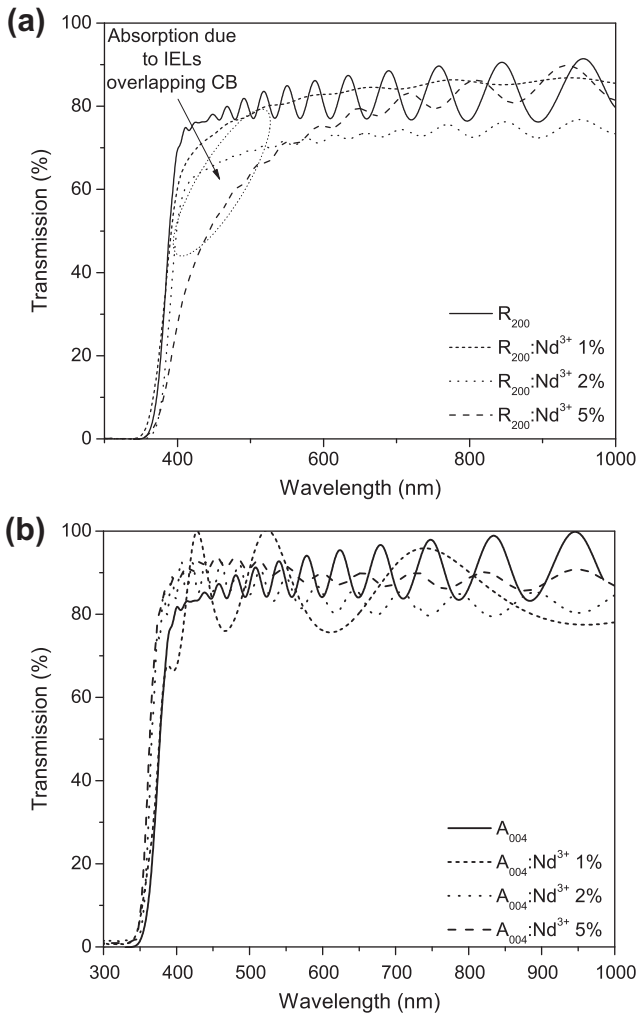 (a)
Absorption due
to IELs
overlapping CB
100
80
60
40
20
0
Transmission (%)
R200
R200:Nd3+ 1%
R200:Nd3+ 2%
R200:Nd3+ 5%
400 600 800 1000
Wavelength (nm)
(b)
100
80
60
40
20
0
Transmission (%)
A004
A004:Nd3+ 1%
A004:Nd3+ 2%
A004:Nd3+ 5%
300 400 500 600 700 800 900 1000
Wavelength (nm)